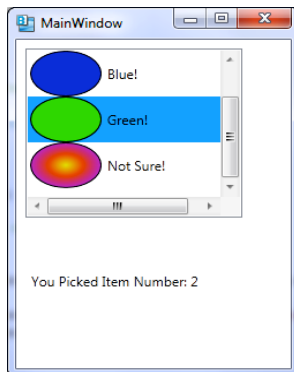 MainWindow
Blue!
Green!
Not Sure!
You Picked Item Number: 2